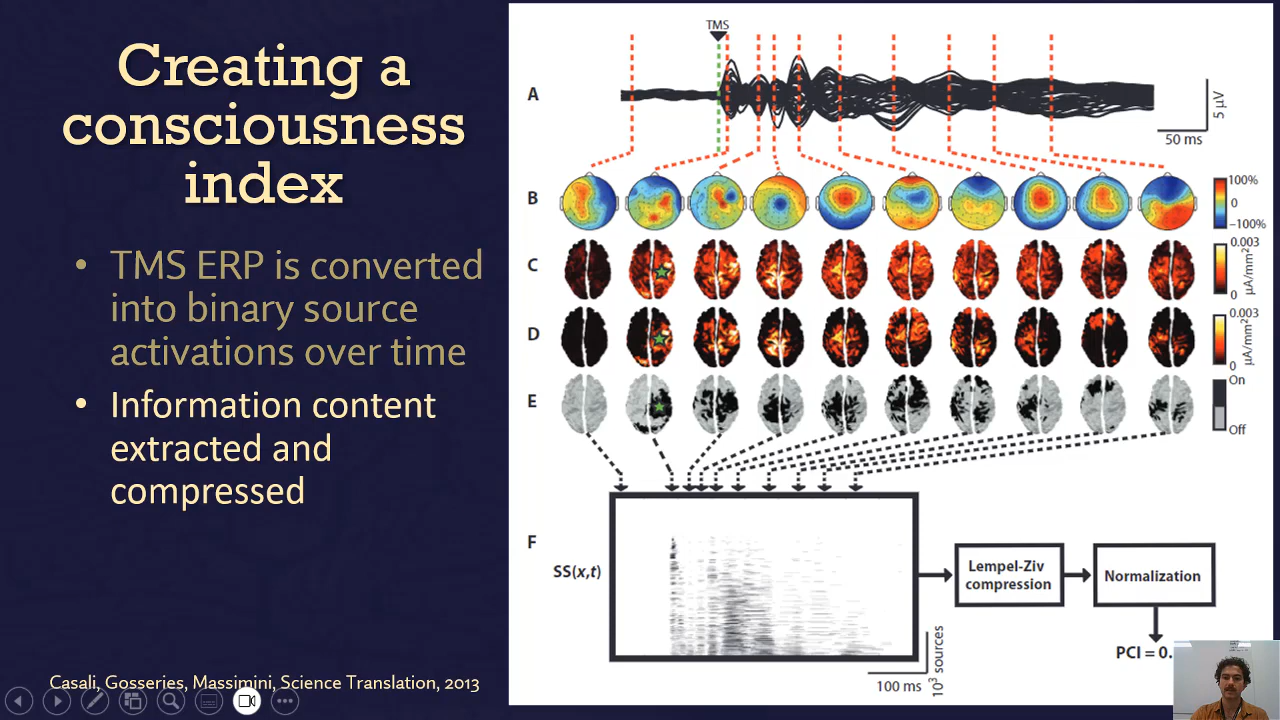 Creating a
consciousness
index
• TMS ERP is converted
into binary source
activations over time
• Information content
extracted and
compressed
Casali, Gosseries, Massimini, Science Translation, 2013
TMS
A
5 µV
50 ms
B
100%
0
–100%
C
0.003
0
µA/mm²
D
0.003
0
µA/mm²
E
On
Off
F
SS(x,t)
Lempel-Ziv
compression
Normalization
PCI = 0.
100 ms
10³ sources